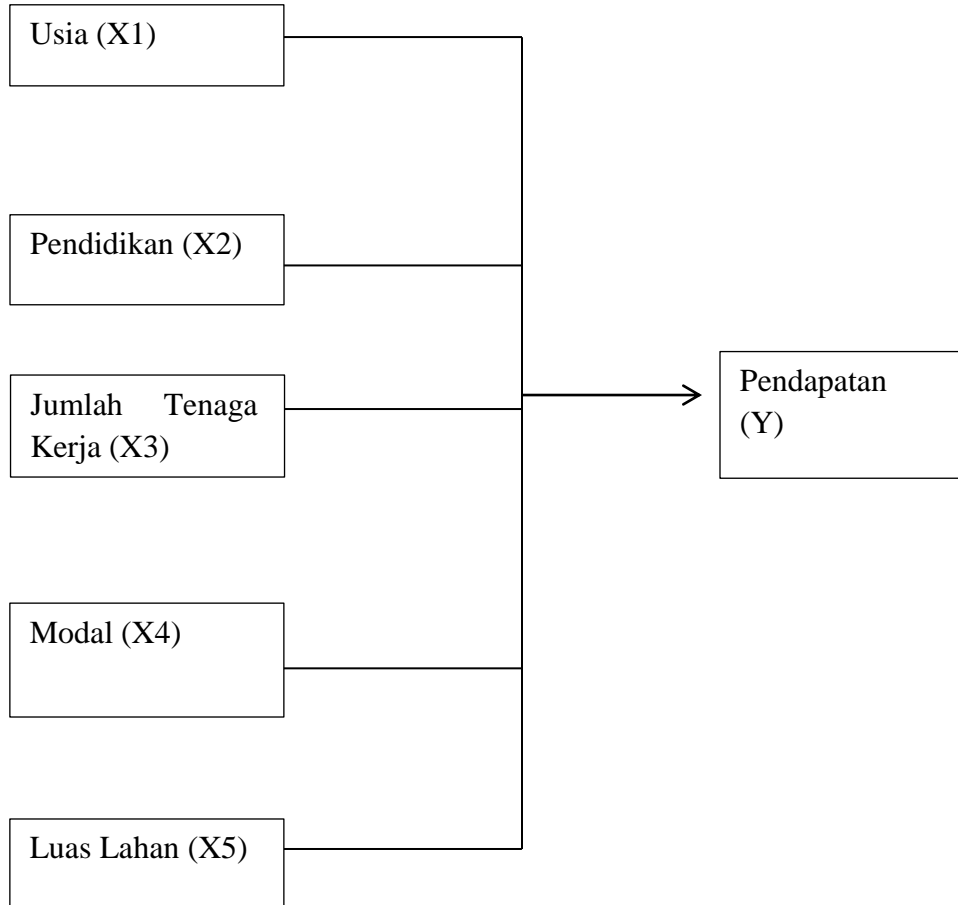 Usia (X1)
Pendidikan (X2)
Jumlah Tenaga
Kerja (X3)
Pendapatan
(Y)
Modal (X4)
Luas Lahan (X5)